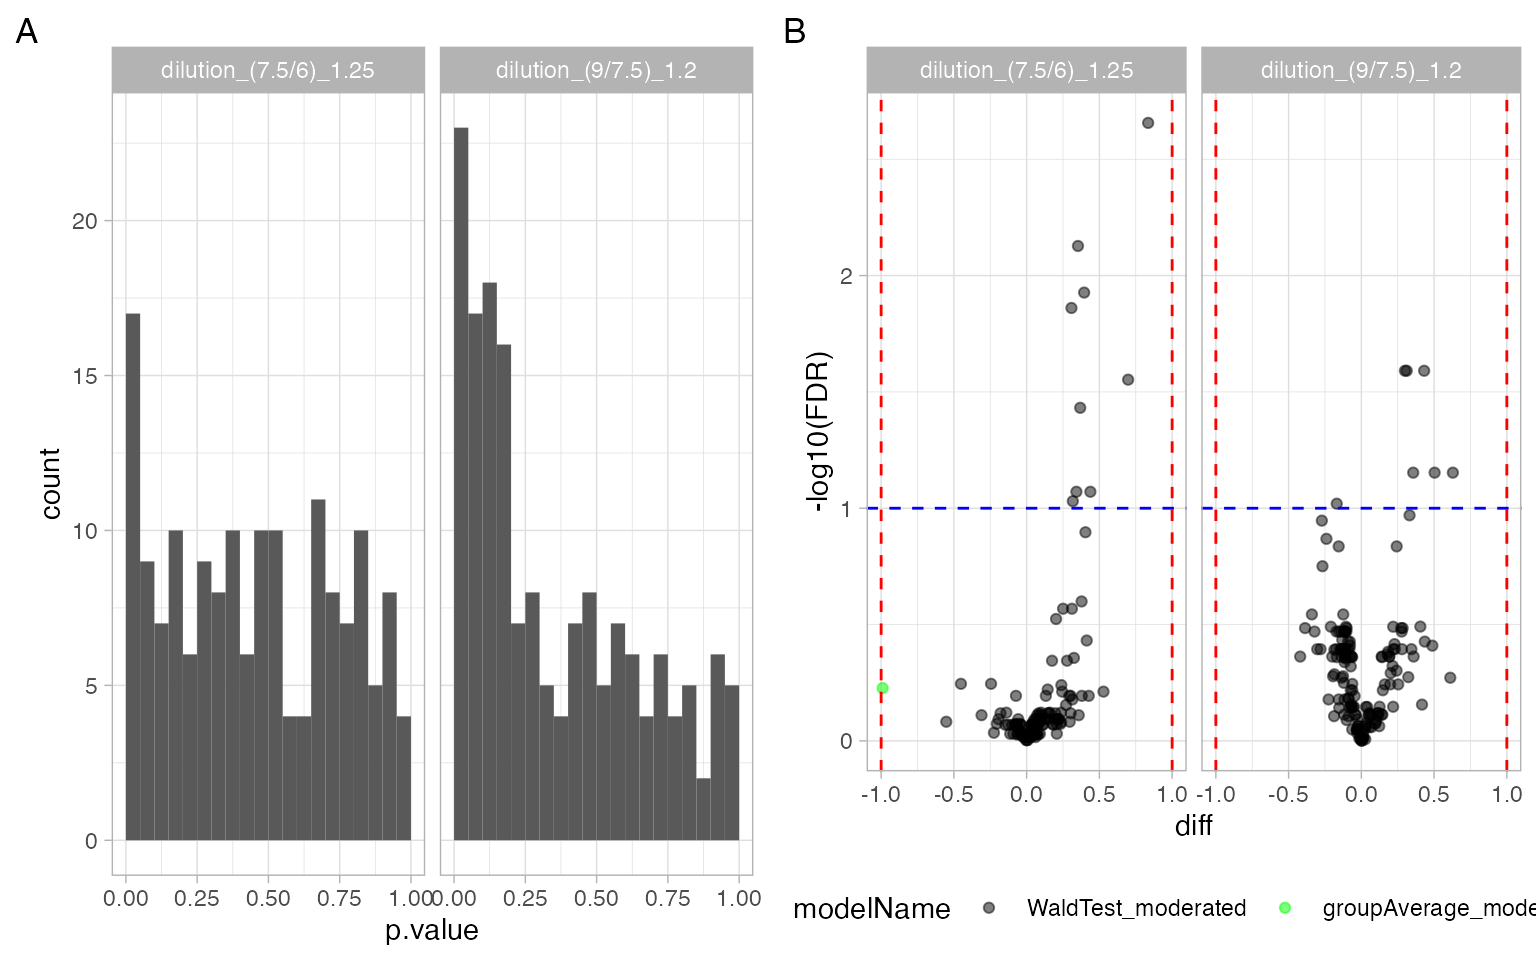 A
dilution_(7.5/6)_1.25
dilution_(9/7.5)_1.2
20
15
10
5
0
count
0.00 0.25 0.50 0.75 1.00
0.00 0.25 0.50 0.75 1.00
p.value
B
dilution_(7.5/6)_1.25
dilution_(9/7.5)_1.2
2
1
0
-log10(FDR)
-1.0 -0.5 0.0 0.5 1.0
-1.0 -0.5 0.0 0.5 1.0
diff
modelName WaldTest_moderated groupAverage_mode